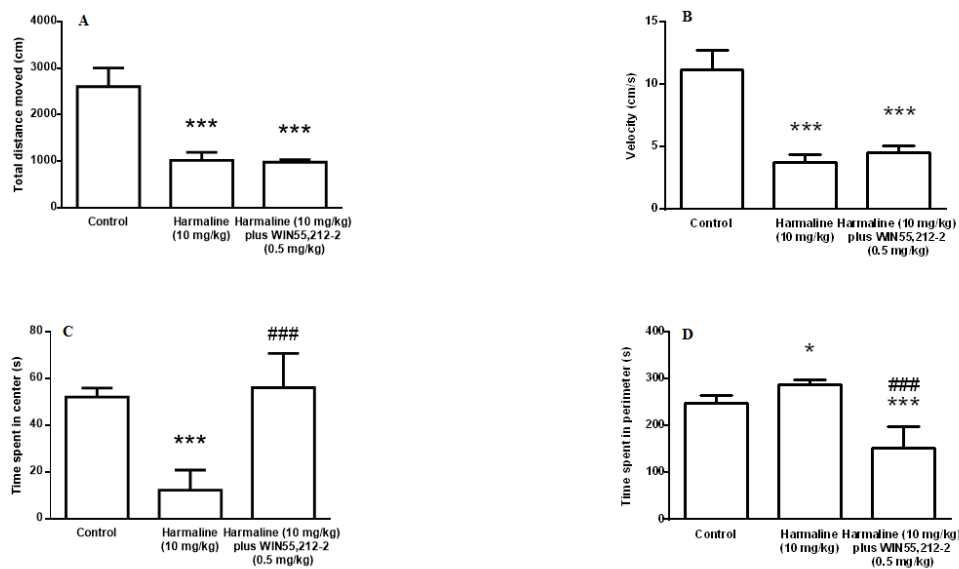 A
Total distance moved (cm)
4000
3000
2000
1000
0
***
***
Control
Harmaline
(10 mg/kg)
Harmaline (10 mg/kg)
plus WIN55,212-2
(0.5 mg/kg)
B
Velocity (cm/s)
15
10
5
0
***
***
Control
Harmaline
(10 mg/kg)
Harmaline (10 mg/kg)
plus WIN55,212-2
(0.5 mg/kg)
C
Time spent in center (s)
80
60
40
20
0
***
###
Control
Harmaline
(10 mg/kg)
Harmaline (10 mg/kg)
plus WIN55,212-2
(0.5 mg/kg)
D
Time spent in perimeter (s)
400
300
200
100
0
*
###
***
Control
Harmaline
(10 mg/kg)
Harmaline (10 mg/kg)
plus WIN55,212-2
(0.5 mg/kg)